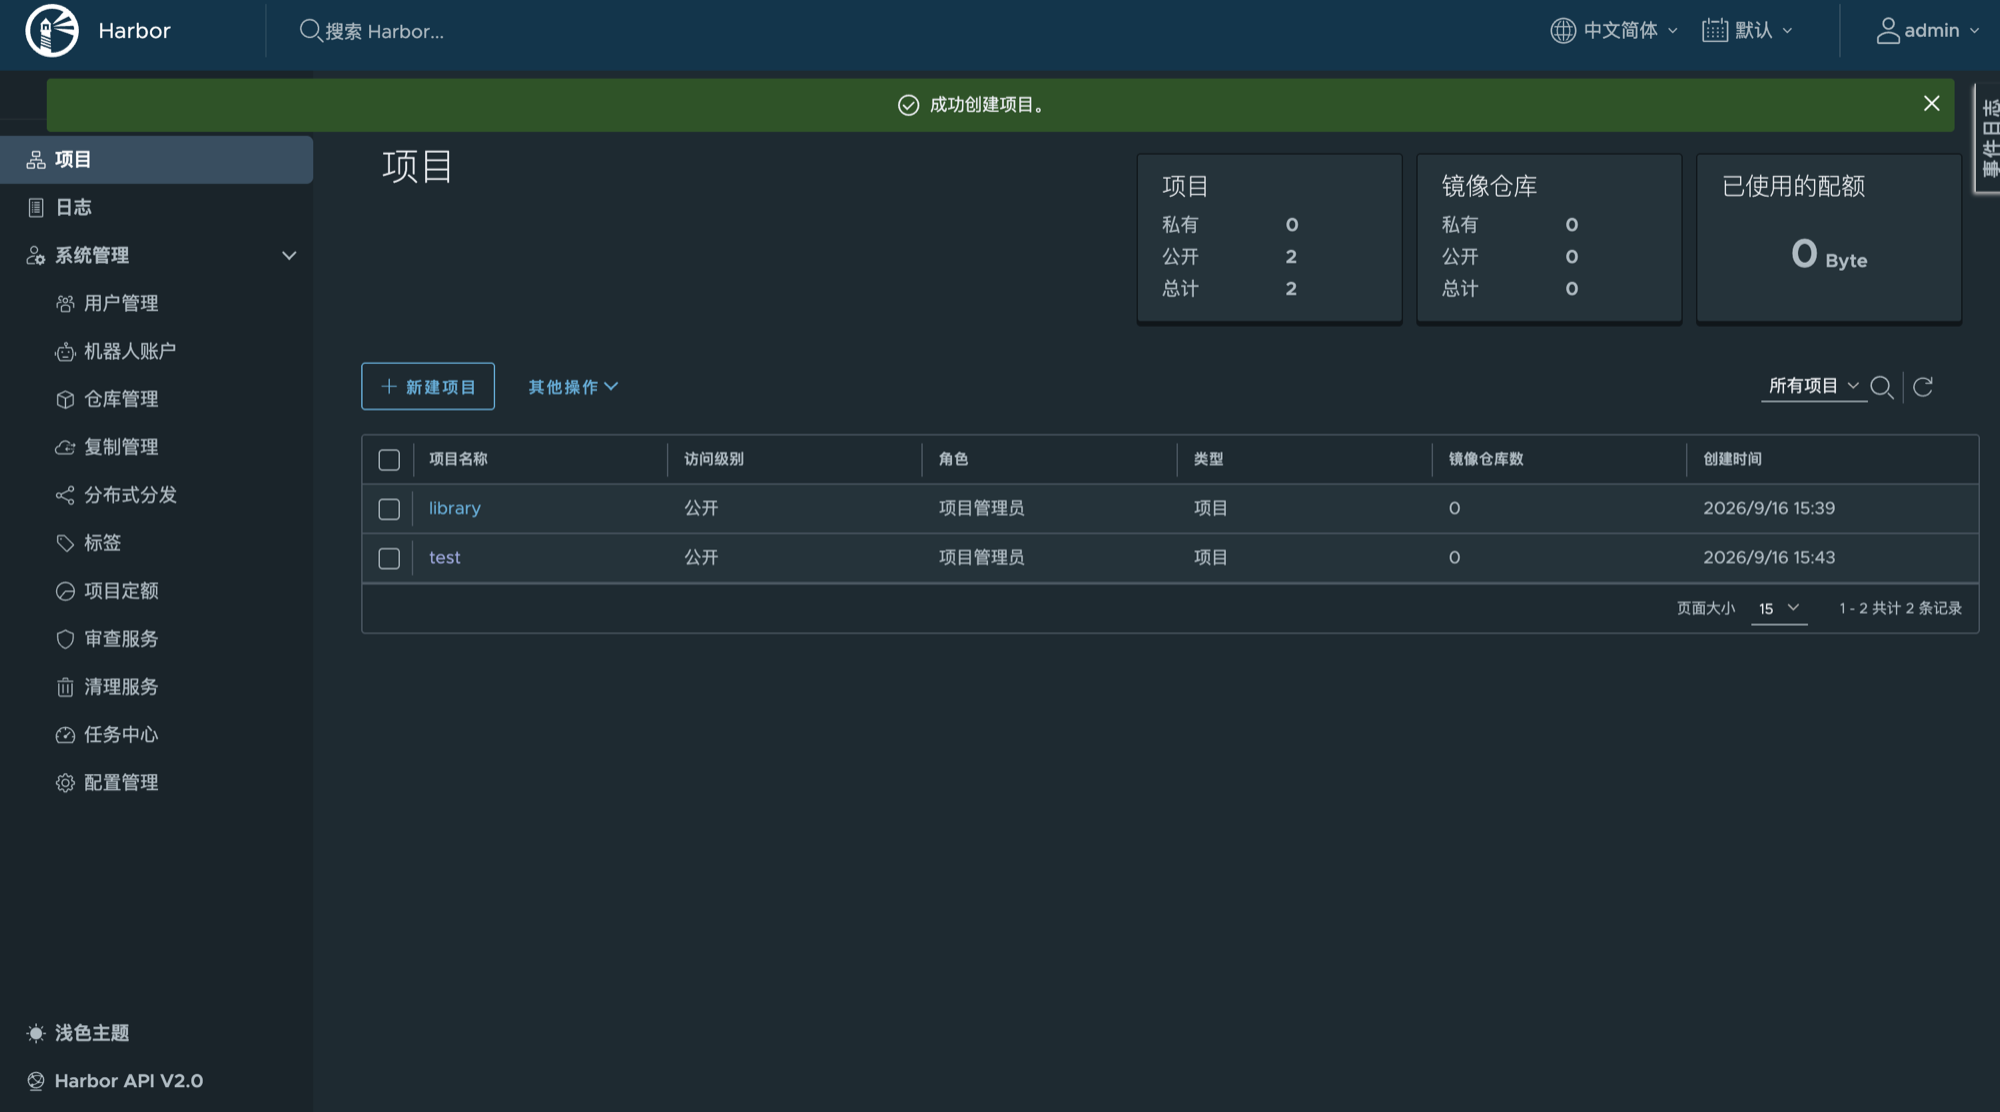 Harbor
搜索 Harbor...
中文简体
默认
admin
成功创建项目。
事件日志
项目
日志
系统管理
用户管理
机器人账户
仓库管理
复制管理
分布式分发
标签
项目定额
审查服务
清理服务
任务中心
配置管理
浅色主题
Harbor API V2.0
项目
项目
私有 0
公开 2
总计 2
镜像仓库
私有 0
公开 0
总计 0
已使用的配额
0 Byte
新建项目
其他操作
所有项目
项目名称 访问级别 角色 类型 镜像仓库数 创建时间
library 公开 项目管理员 项目 0 2026/9/16 15:39
test 公开 项目管理员 项目 0 2026/9/16 15:43
页面大小 15 1 - 2 共计 2 条记录